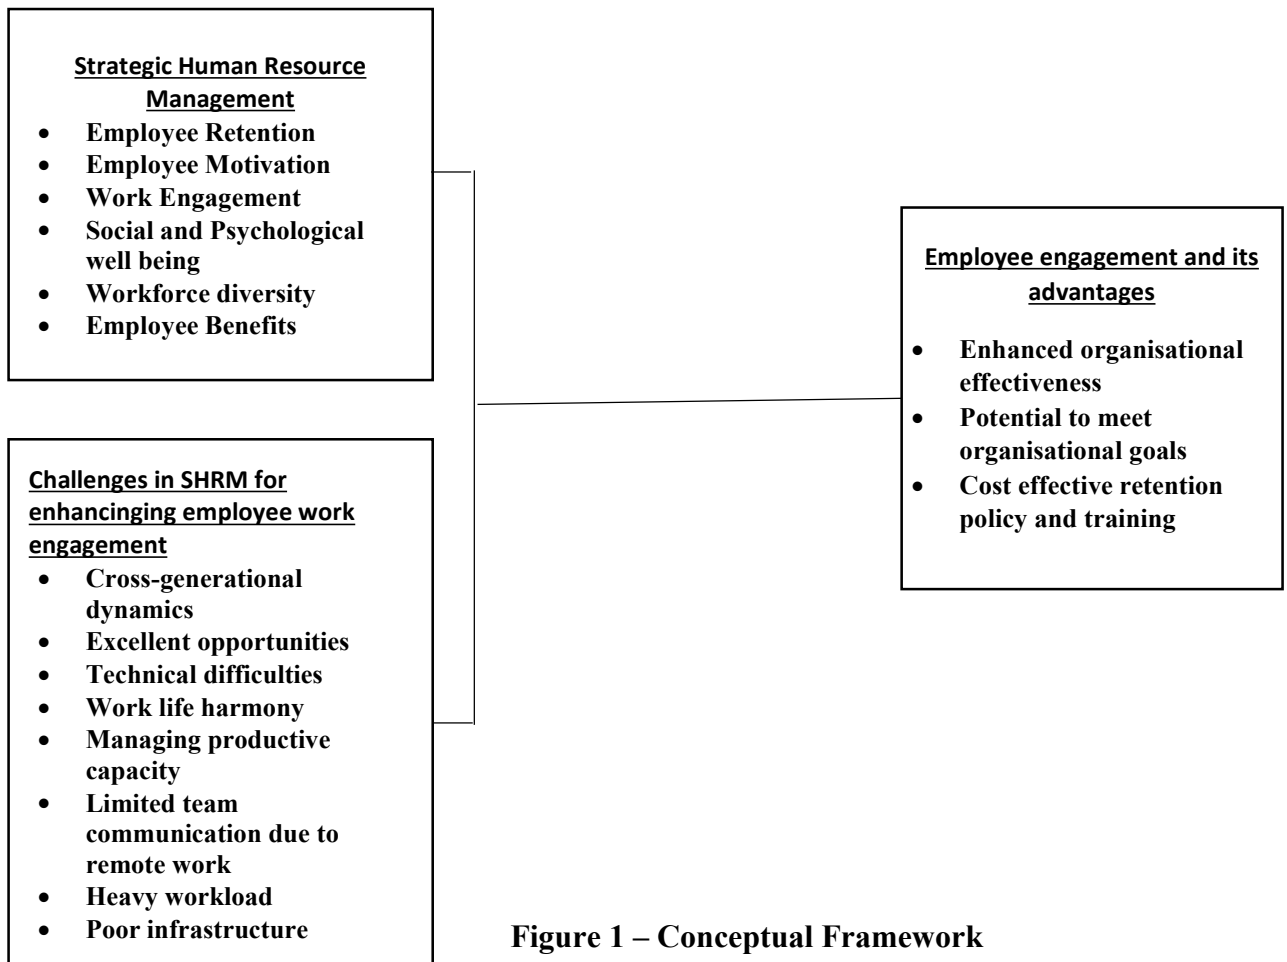 Strategic Human Resource
Management
• Employee Retention
• Employee Motivation
• Work Engagement
• Social and Psychological
well being
• Workforce diversity
• Employee Benefits
Challenges in SHRM for
enhancinging employee work
engagement
• Cross-generational
dynamics
• Excellent opportunities
• Technical difficulties
• Work life harmony
• Managing productive
capacity
• Limited team
communication due to
remote work
• Heavy workload
• Poor infrastructure
Employee engagement and its
advantages
• Enhanced organisational
effectiveness
• Potential to meet
organisational goals
• Cost effective retention
policy and training
Figure 1 – Conceptual Framework